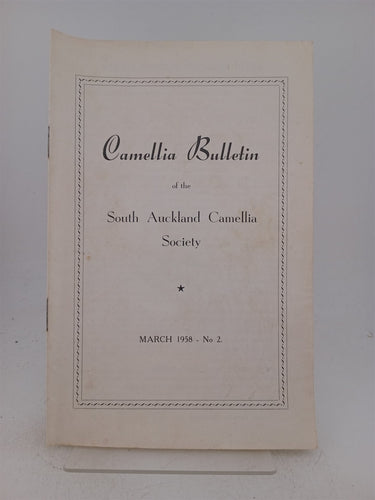 Camellia Bulletin
of the
South Auckland Camellia
Society
★
MARCH 1958 - No 2.